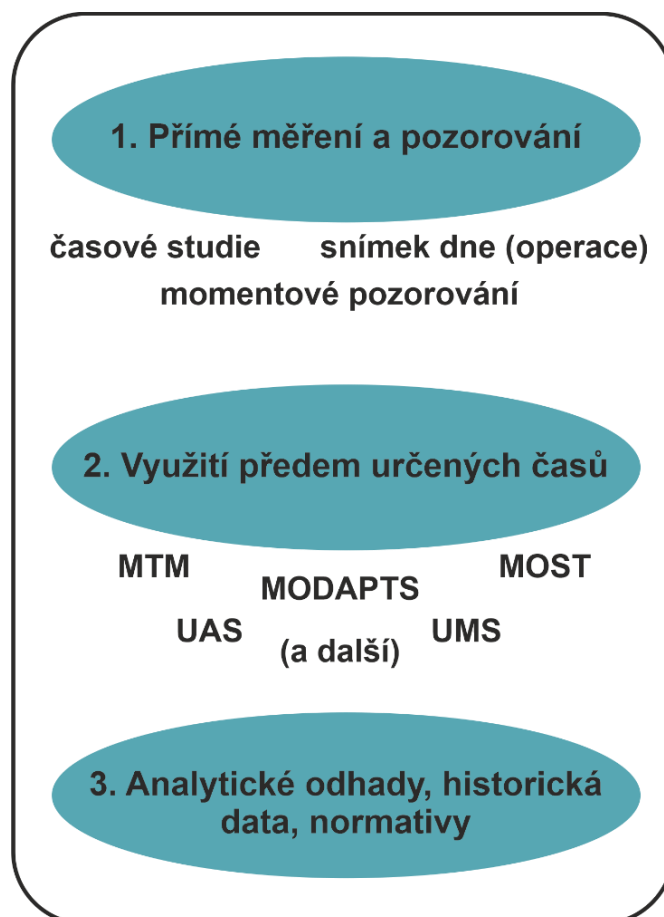 1. Přímé měření a pozorování
časové studie snímek dne (operace)
momentové pozorování
2. Využití předem určených časů
MTM MOST
MODAPTS
UAS UMS
(a další)
3. Analytické odhady, historická
data, normativy